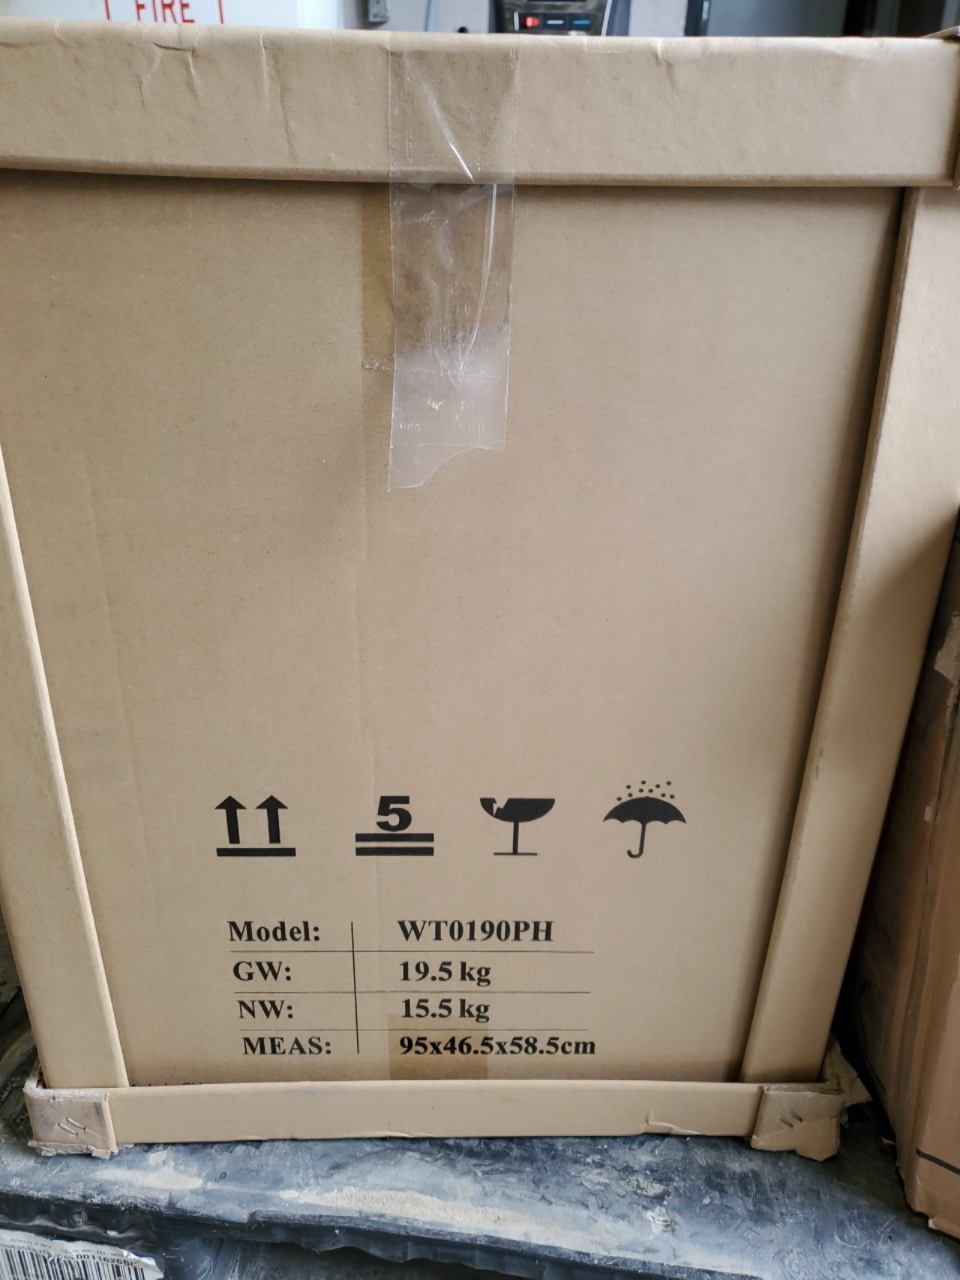 FIRE
5
Model: WT0190PH
GW: 19.5 kg
NW: 15.5 kg
MEAS: 95x46.5x58.5cm